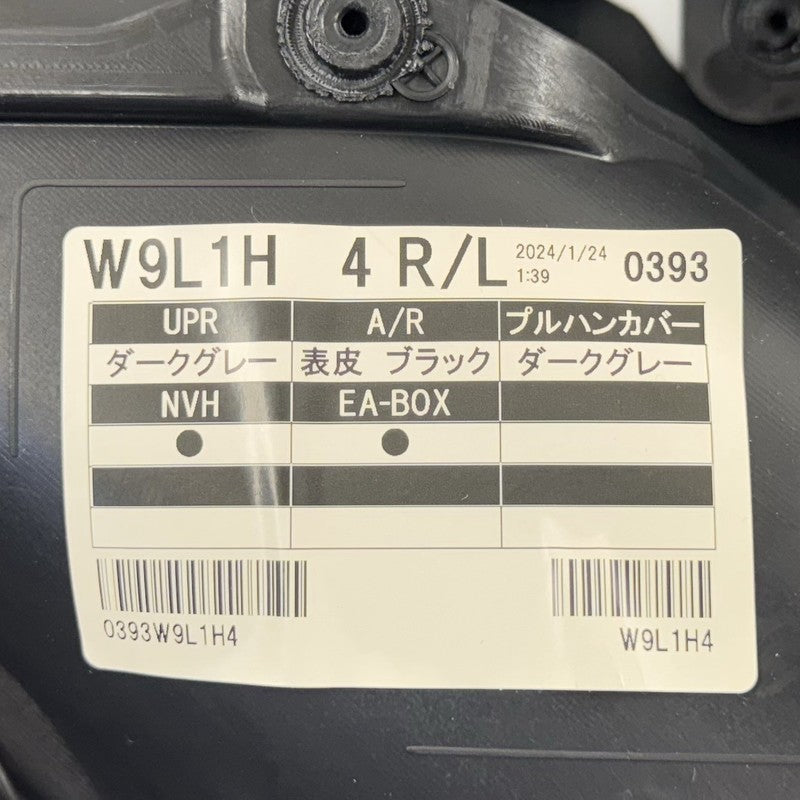 W9L1H 4 R/L 2024/1/24 1:39 0393
UPR A/R プルハンカバー
ダークグレー 表皮 ブラック ダークグレー
NVH EA-BOX
● ●
0393W9L1H4 W9L1H4